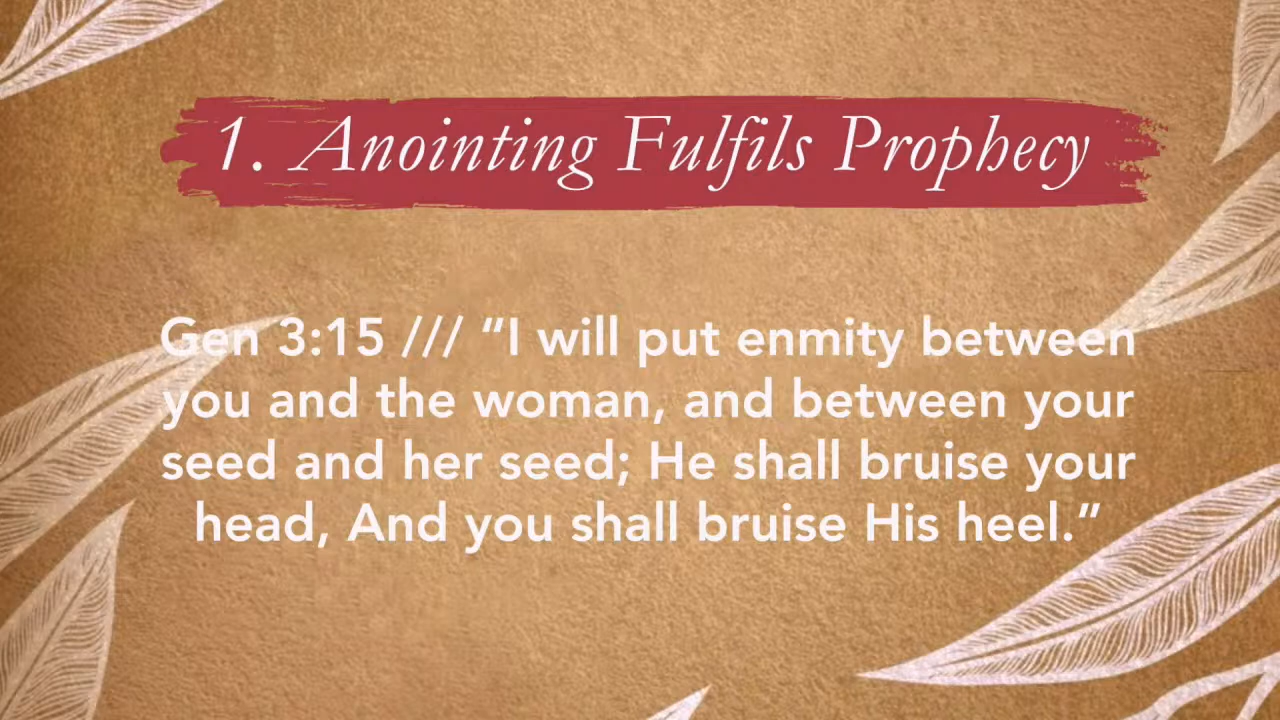 1. Anointing Fulfils Prophecy
Gen 3:15 /// “I will put enmity between
you and the woman, and between your
seed and her seed; He shall bruise your
head, And you shall bruise His heel.”